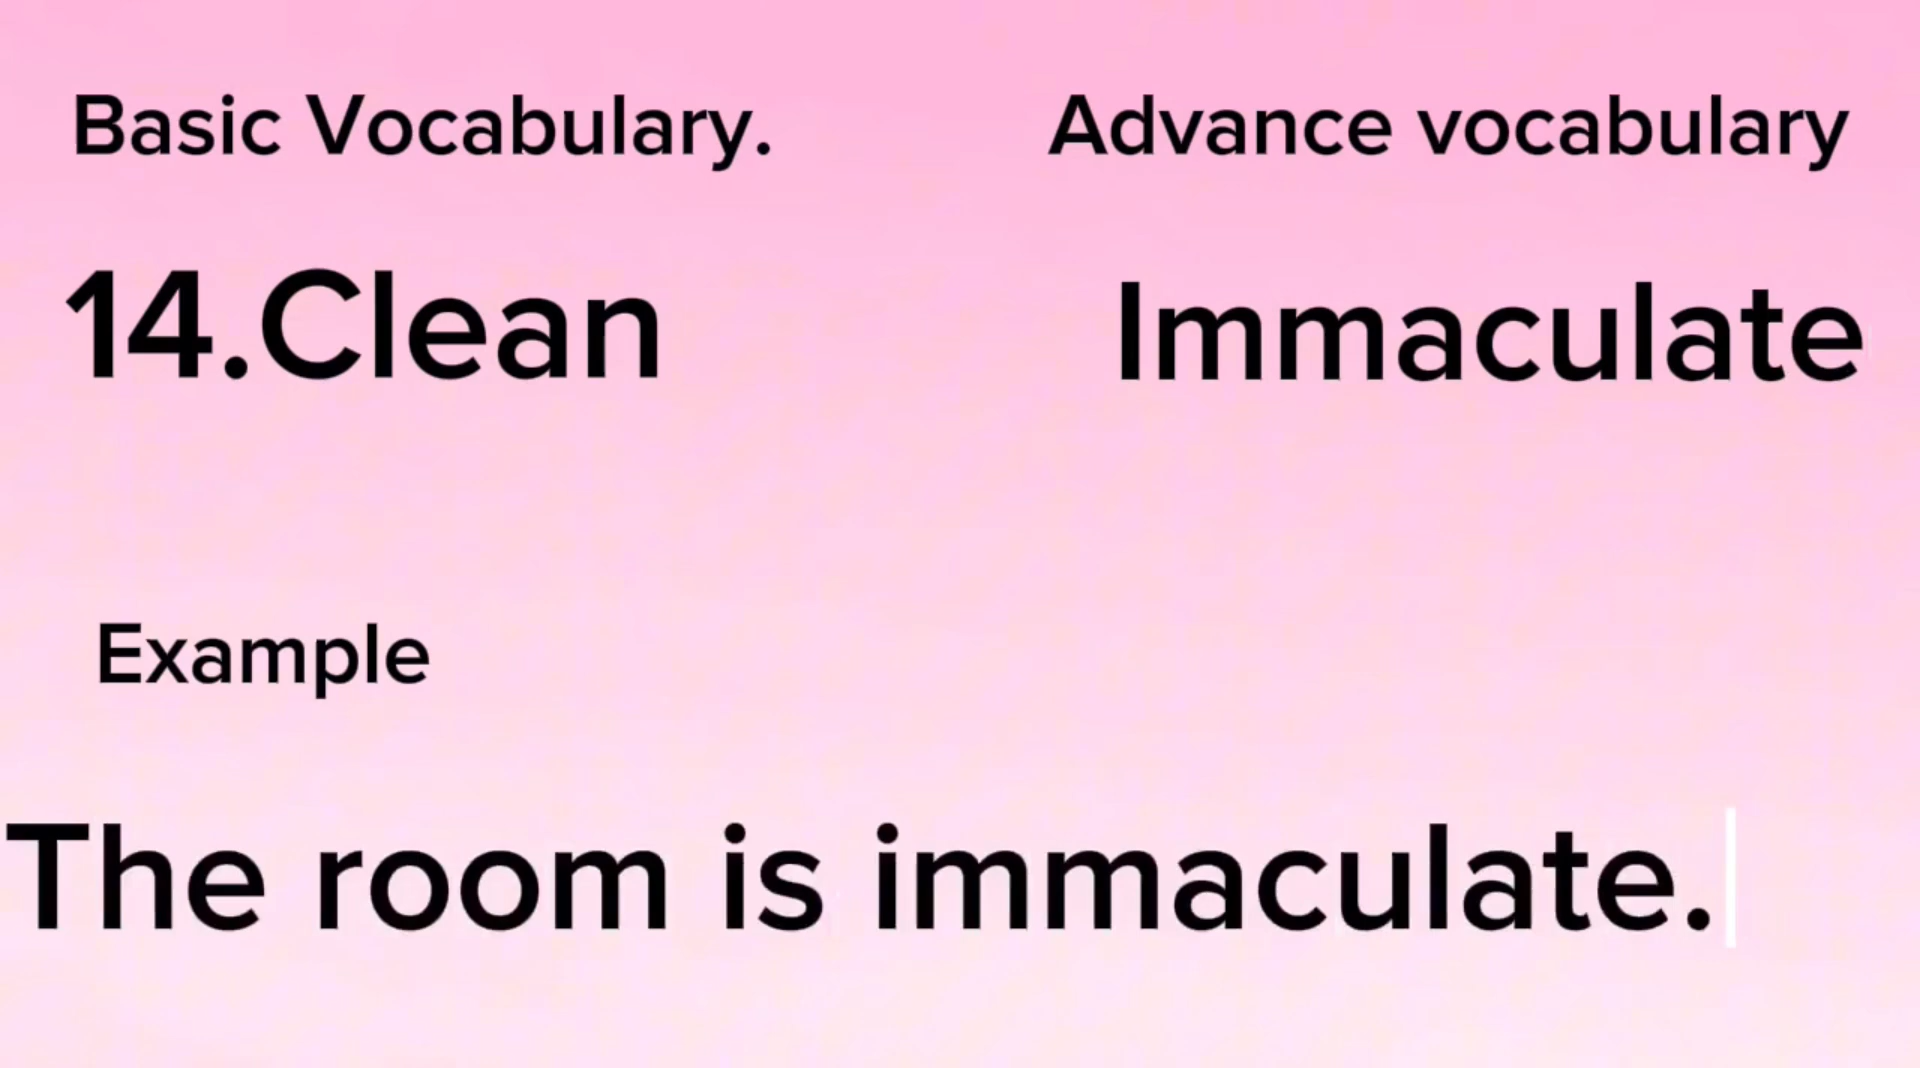 Basic Vocabulary.
Advance vocabulary
14.Clean
Immaculate
Example
The room is immaculate.